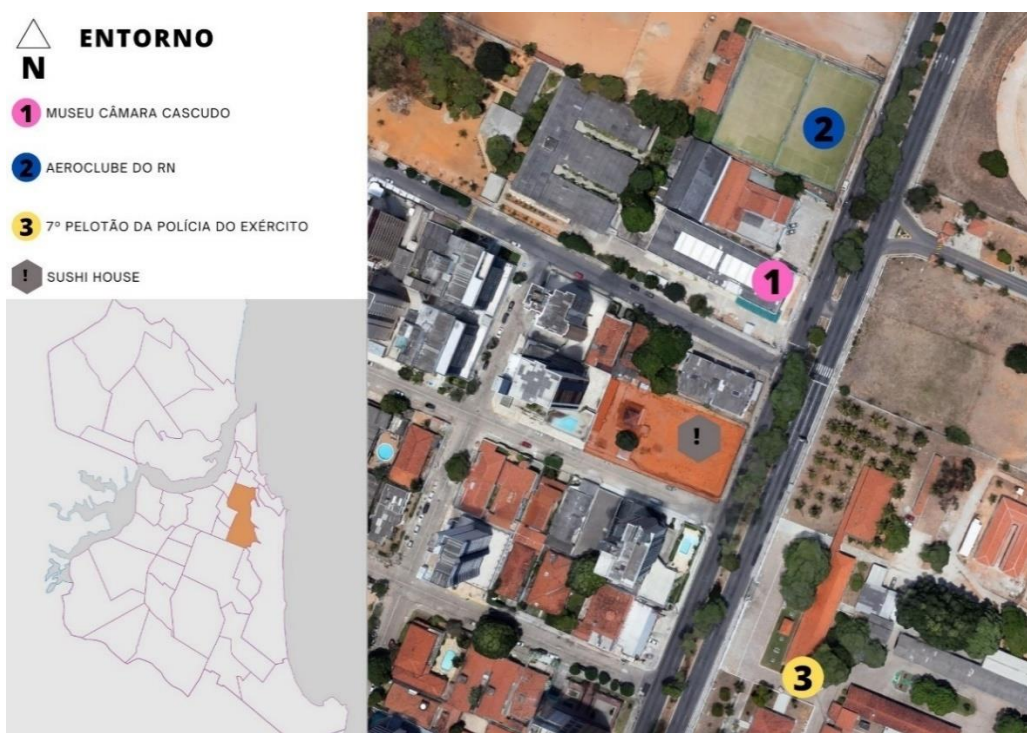 ENTORNO
N
1 MUSEU CÂMARA CASCUDO
2 AEROCLUBE DO RN
3 7º PELOTÃO DA POLÍCIA DO EXÉRCITO
! SUSHI HOUSE
2
1
!
3